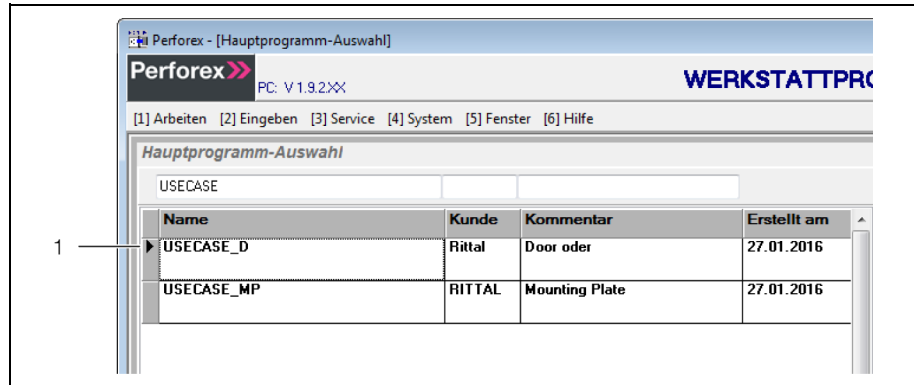 Perforex - [Hauptprogramm-Auswahl]
Perforex
PC: V 1.9.2.XX
WERKSTATTPRO
[1] Arbeiten [2] Eingeben [3] Service [4] System [5] Fenster [6] Hilfe
Hauptprogramm-Auswahl
USECASE
Name Kunde Kommentar Erstellt am
1 USECASE_D Rittal Door oder 27.01.2016
USECASE_MP RITTAL Mounting Plate 27.01.2016